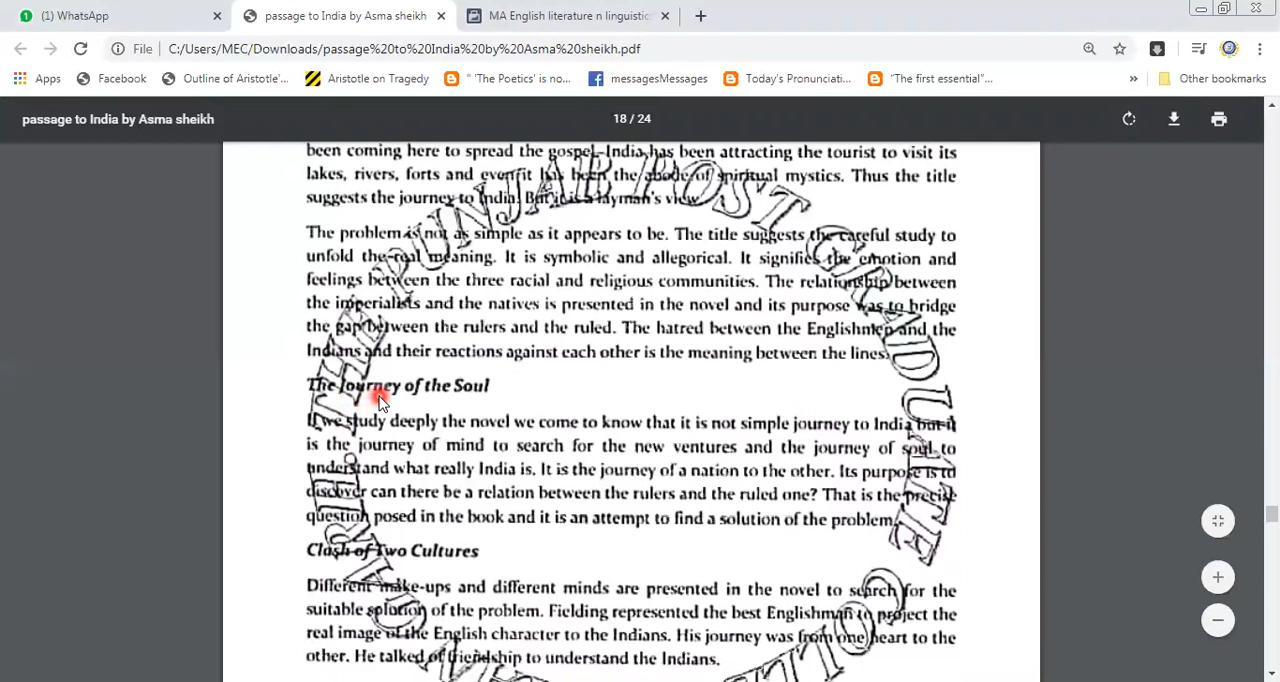 (1) WhatsApp
passage to India by Asma sheikh
MA English literature n linguistic
File C:/Users/MEC/Downloads/passage%20to%20India%20by%20Asma%20sheikh.pdf
Apps Facebook Outline of Aristotle'... Aristotle on Tragedy " 'The Poetics' is no... messagesMessages Today's Pronunciati... "The first essential"... » Other bookmarks
passage to India by Asma sheikh 18 / 24
been coming here to spread the gospel. India has been attracting the tourist to visit its
lakes, rivers, forts and even it has been the abode of spiritual mystics. Thus the title
suggests the journey to India. But it is a layman's view.
The problem is not as simple as it appears to be. The title suggests the careful study to
unfold the real meaning. It is symbolic and allegorical. It signifies the emotion and
feelings between the three racial and religious communities. The relationship between
the imperialists and the natives is presented in the novel and its purpose was to bridge
the gap between the rulers and the ruled. The hatred between the Englishmen and the
Indians and their reactions against each other is the meaning between the lines.
The Journey of the Soul
If we study deeply the novel we come to know that it is not simple journey to India but it
is the journey of mind to search for the new ventures and the journey of soul to
understand what really India is. It is the journey of a nation to the other. Its purpose is to
discover can there be a relation between the rulers and the ruled one? That is the precise
question posed in the book and it is an attempt to find a solution of the problem.
Clash of Two Cultures
Different make-ups and different minds are presented in the novel to search for the
suitable solution of the problem. Fielding represented the best Englishman to project the
real image of the English character to the Indians. His journey was from one heart to the
other. He talked of friendship to understand the Indians.
THE PUNJAB POST GRADUATE COLLEGE